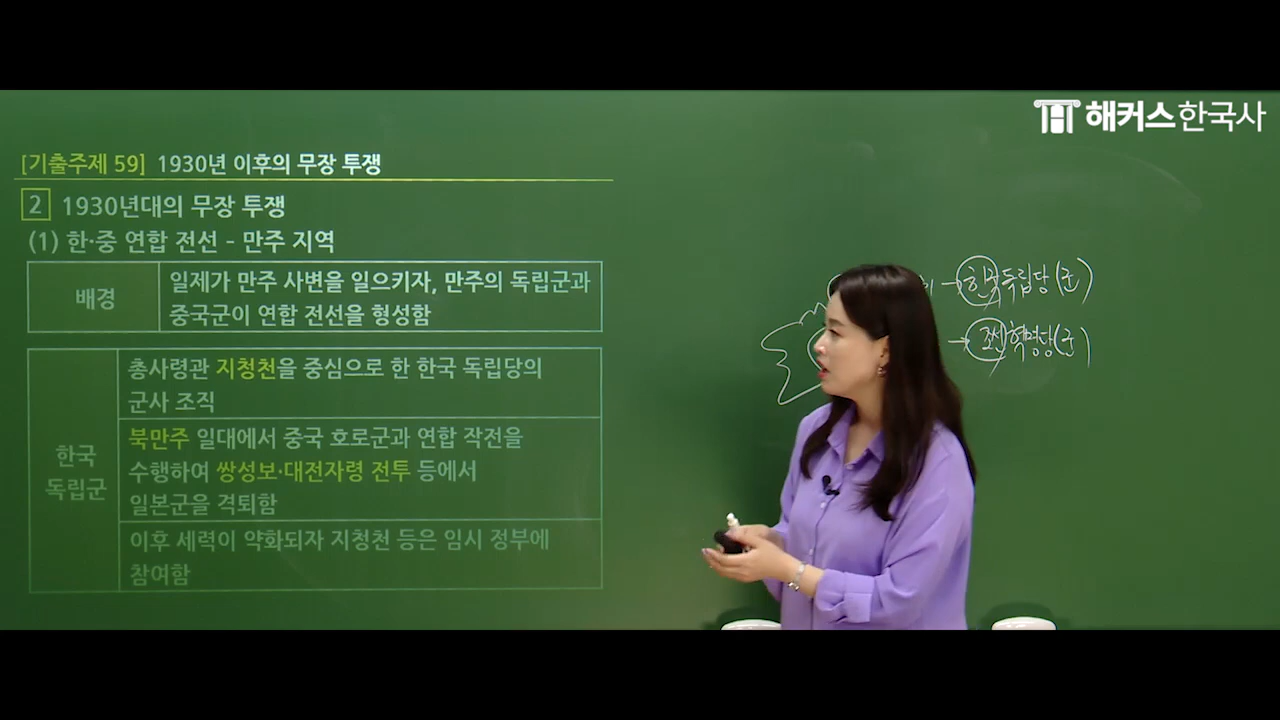 해커스한국사
[기출주제 59] 1930년 이후의 무장 투쟁
2 1930년대의 무장 투쟁
(1) 한·중 연합 전선 - 만주 지역
배경
일제가 만주 사변을 일으키자, 만주의 독립군과
중국군이 연합 전선을 형성함
한국
독립군
총사령관 지청천을 중심으로 한 한국 독립당의
군사 조직
북만주 일대에서 중국 호로군과 연합 작전을
수행하여 쌍성보·대전자령 전투 등에서
일본군을 격퇴함
이후 세력이 약화되자 지청천 등은 임시 정부에
참여함
→ 한국독립당 (군)
→ 조선혁명당(군)